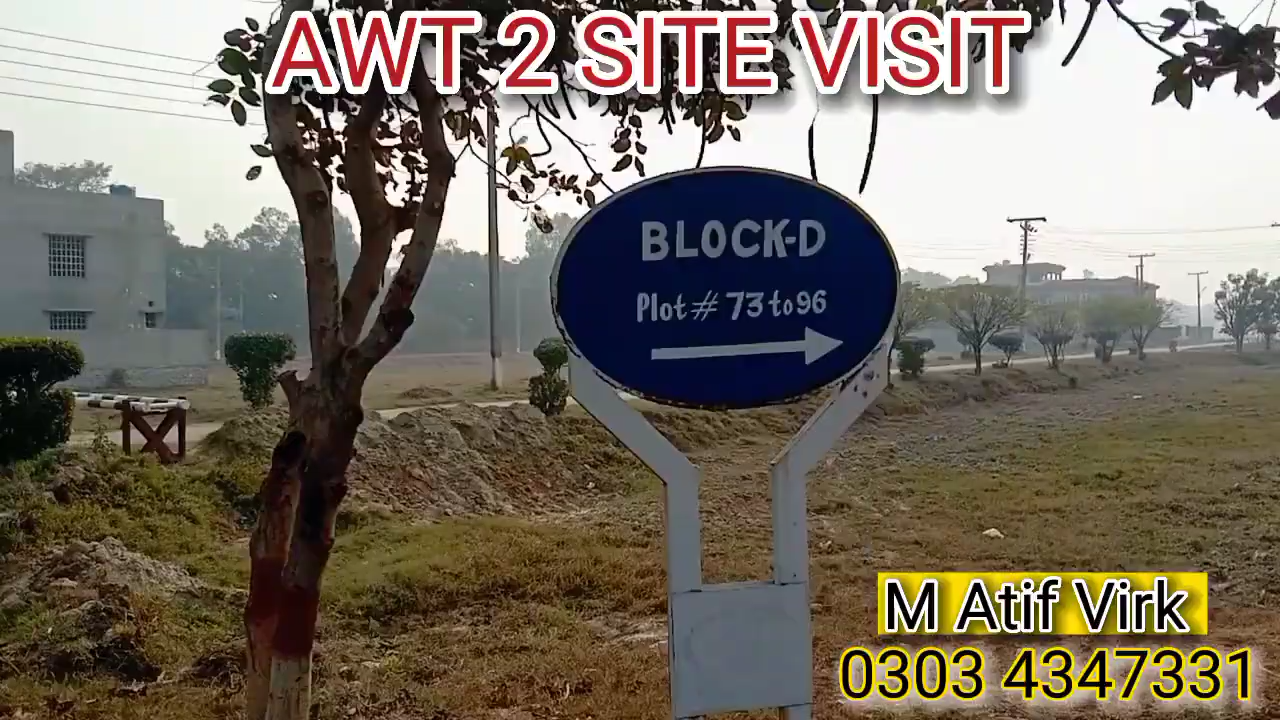 AWT 2 SITE VISIT
BLOCK-D
Plot # 73 to 96
M Atif Virk
0303 4347331